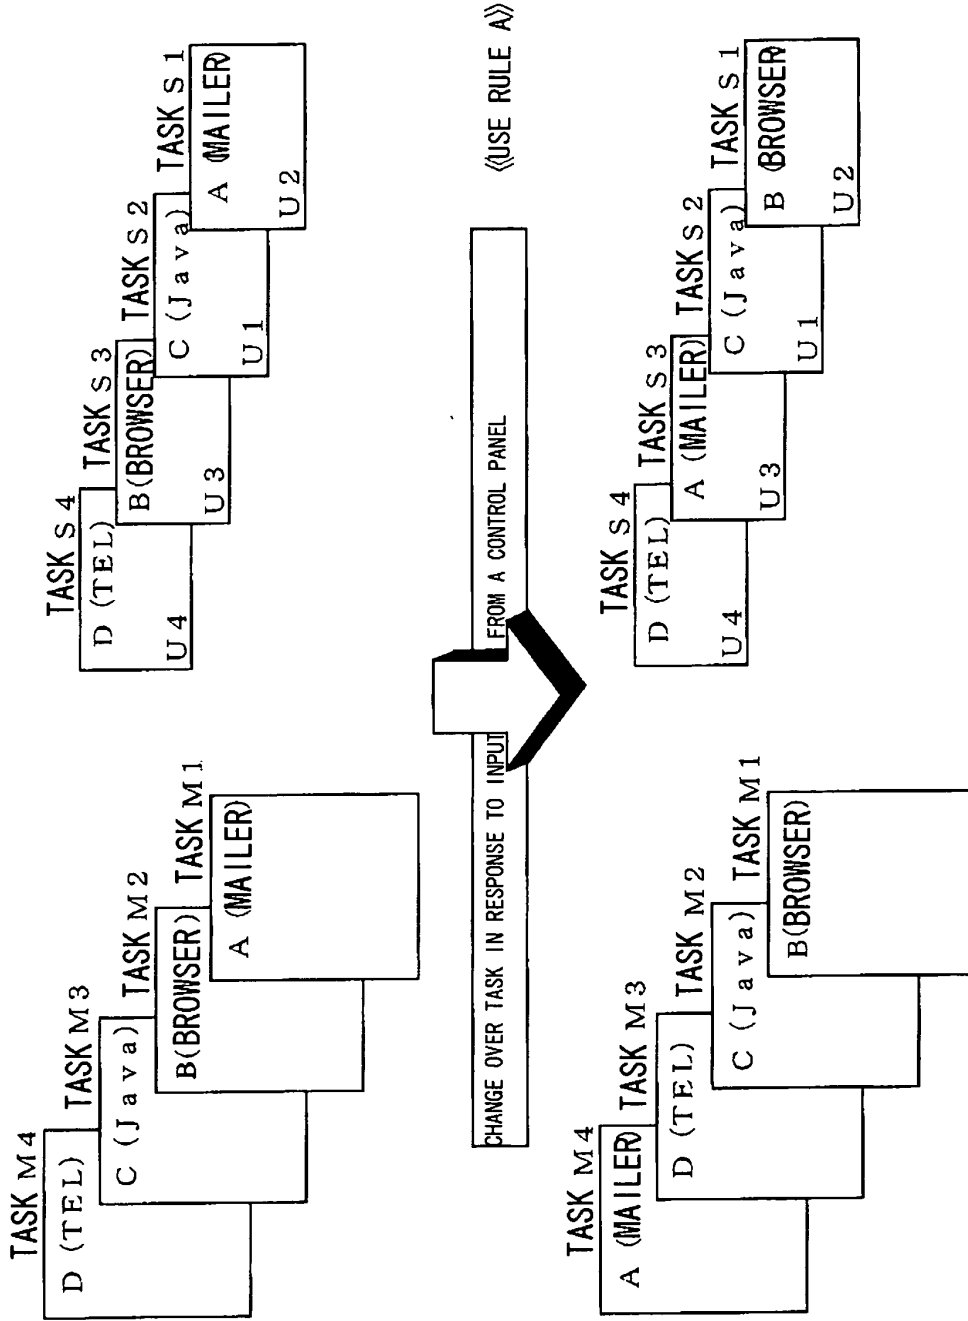 TASK M4
D (TEL)
TASK M3
C (Java)
TASK M2
B(BROWSER)
TASK M1
A (MAILER)
TASK S4
D (TEL)
U4
TASK S3
B(BROWSER)
U3
TASK S2
C (Java)
U1
TASK S1
A (MAILER)
U2
CHANGE OVER TASK IN RESPONSE TO INPUT FROM A CONTROL PANEL
《USE RULE A》
TASK M4
A (MAILER)
TASK M3
D (TEL)
TASK M2
C (Java)
TASK M1
B(BROWSER)
TASK S4
D (TEL)
U4
TASK S3
A (MAILER)
U3
TASK S2
C (Java)
U1
TASK S1
B (BROWSER)
U2